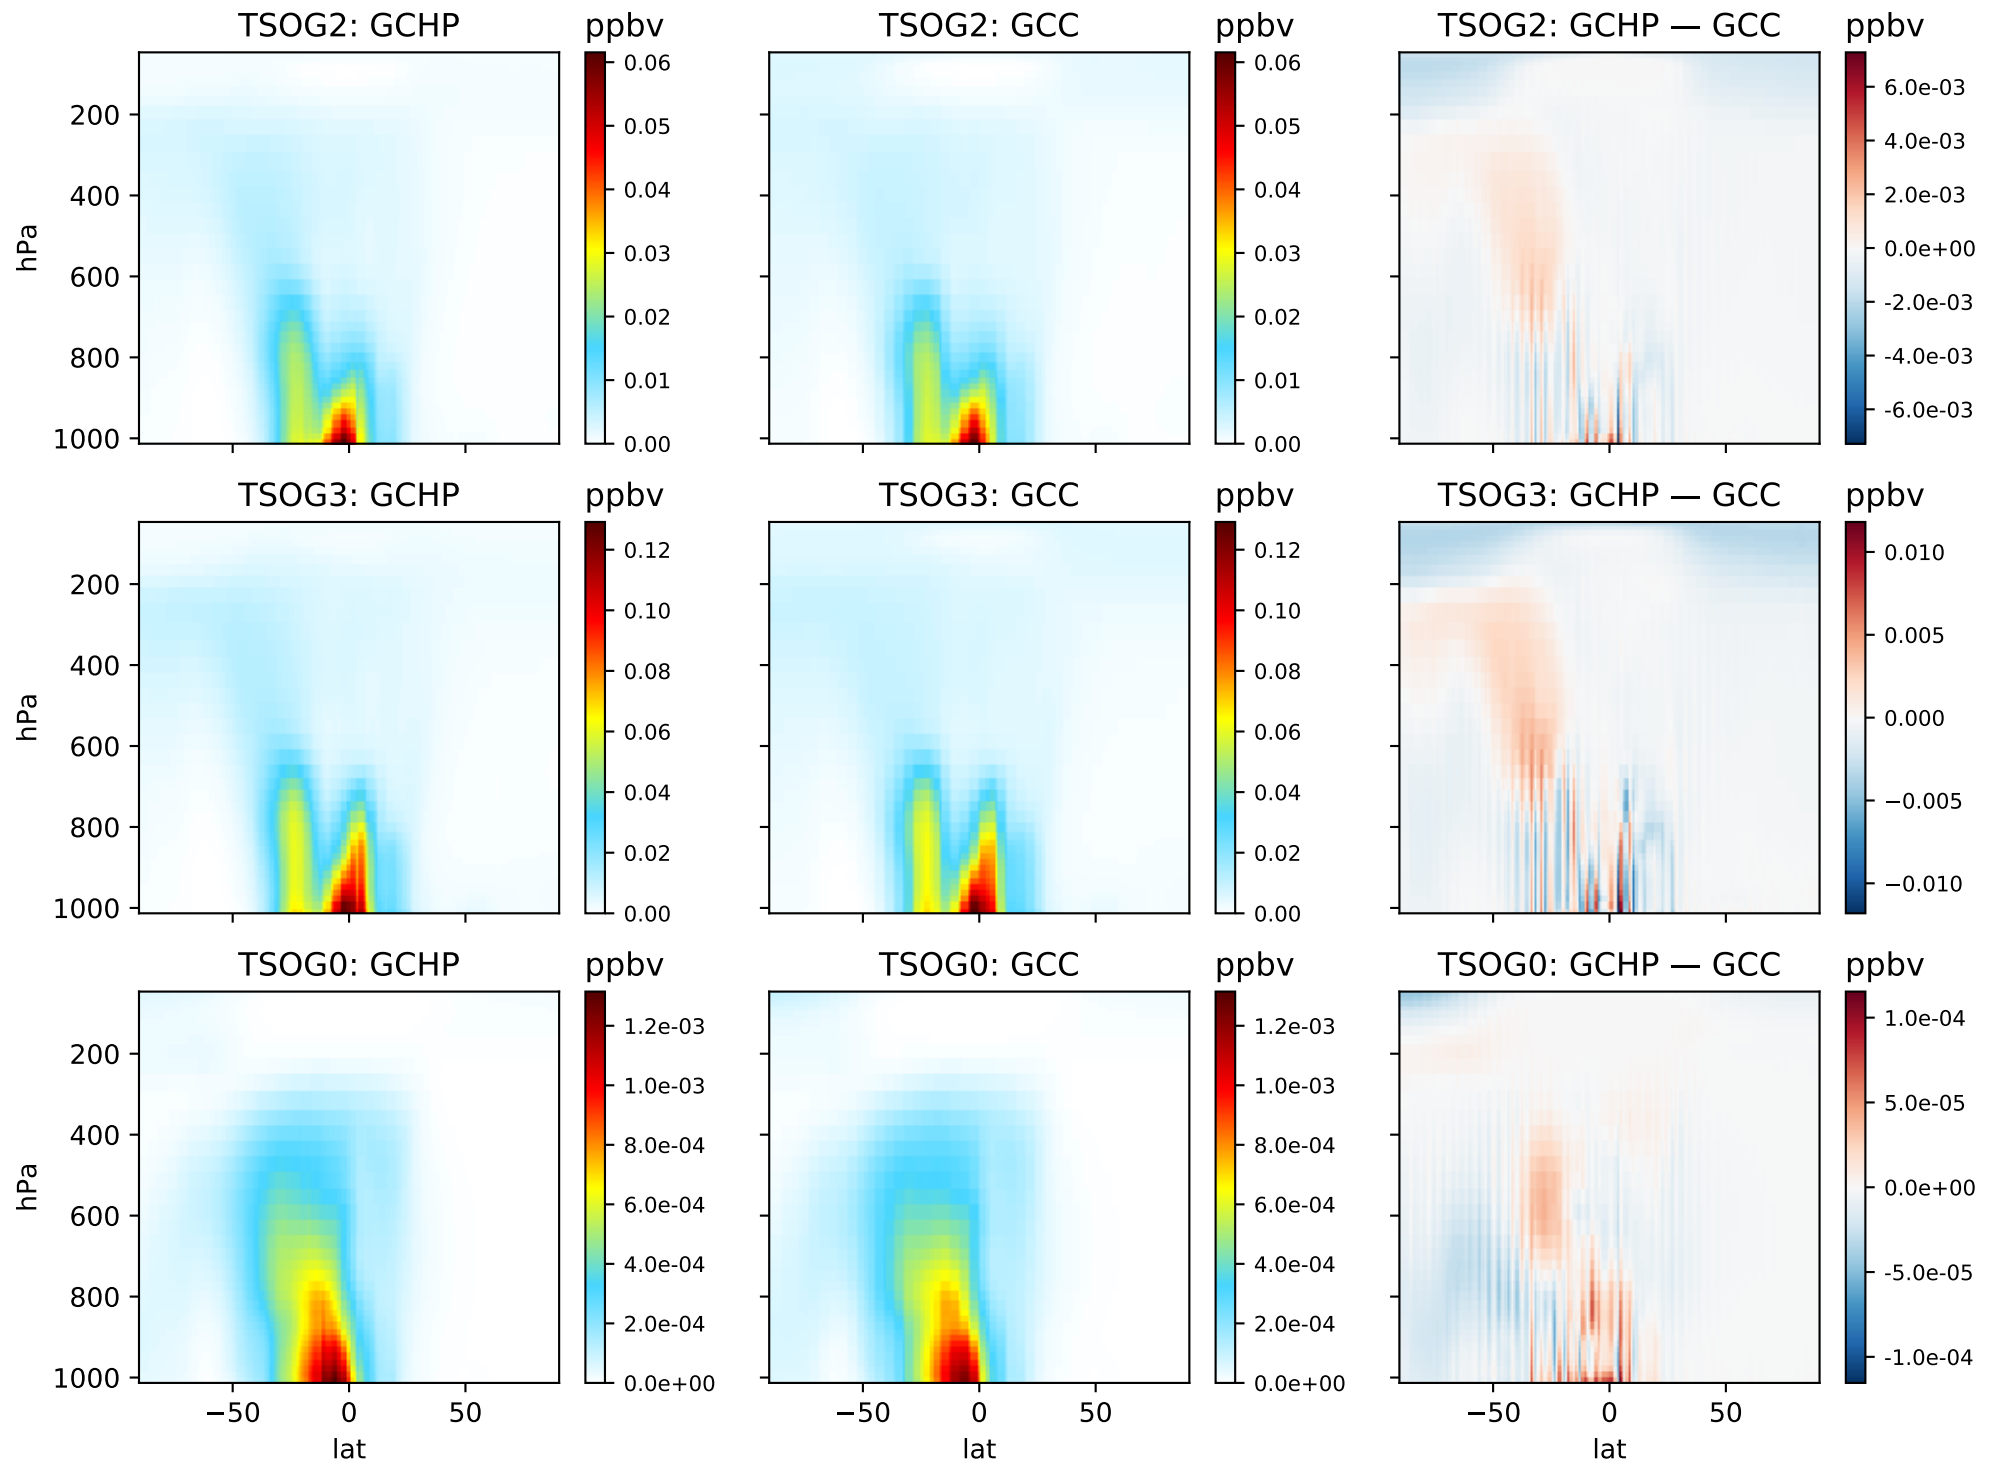 TSOG2: GCHP ppbv TSOG2: GCC ppbv TSOG2: GCHP — GCC ppbv
hPa
200
400
600
800
1000
0.06
0.05
0.04
0.03
0.02
0.01
0.00
0.06
0.05
0.04
0.03
0.02
0.01
0.00
6.0e-03
4.0e-03
2.0e-03
0.0e+00
-2.0e-03
-4.0e-03
-6.0e-03
TSOG3: GCHP ppbv TSOG3: GCC ppbv TSOG3: GCHP — GCC ppbv
hPa
200
400
600
800
1000
0.12
0.10
0.08
0.06
0.04
0.02
0.00
0.12
0.10
0.08
0.06
0.04
0.02
0.00
0.010
0.005
0.000
−0.005
−0.010
TSOG0: GCHP ppbv TSOG0: GCC ppbv TSOG0: GCHP — GCC ppbv
hPa
200
400
600
800
1000
1.2e-03
1.0e-03
8.0e-04
6.0e-04
4.0e-04
2.0e-04
0.0e+00
1.2e-03
1.0e-03
8.0e-04
6.0e-04
4.0e-04
2.0e-04
0.0e+00
1.0e-04
5.0e-05
0.0e+00
-5.0e-05
-1.0e-04
−50 0 50 −50 0 50 −50 0 50
lat lat lat